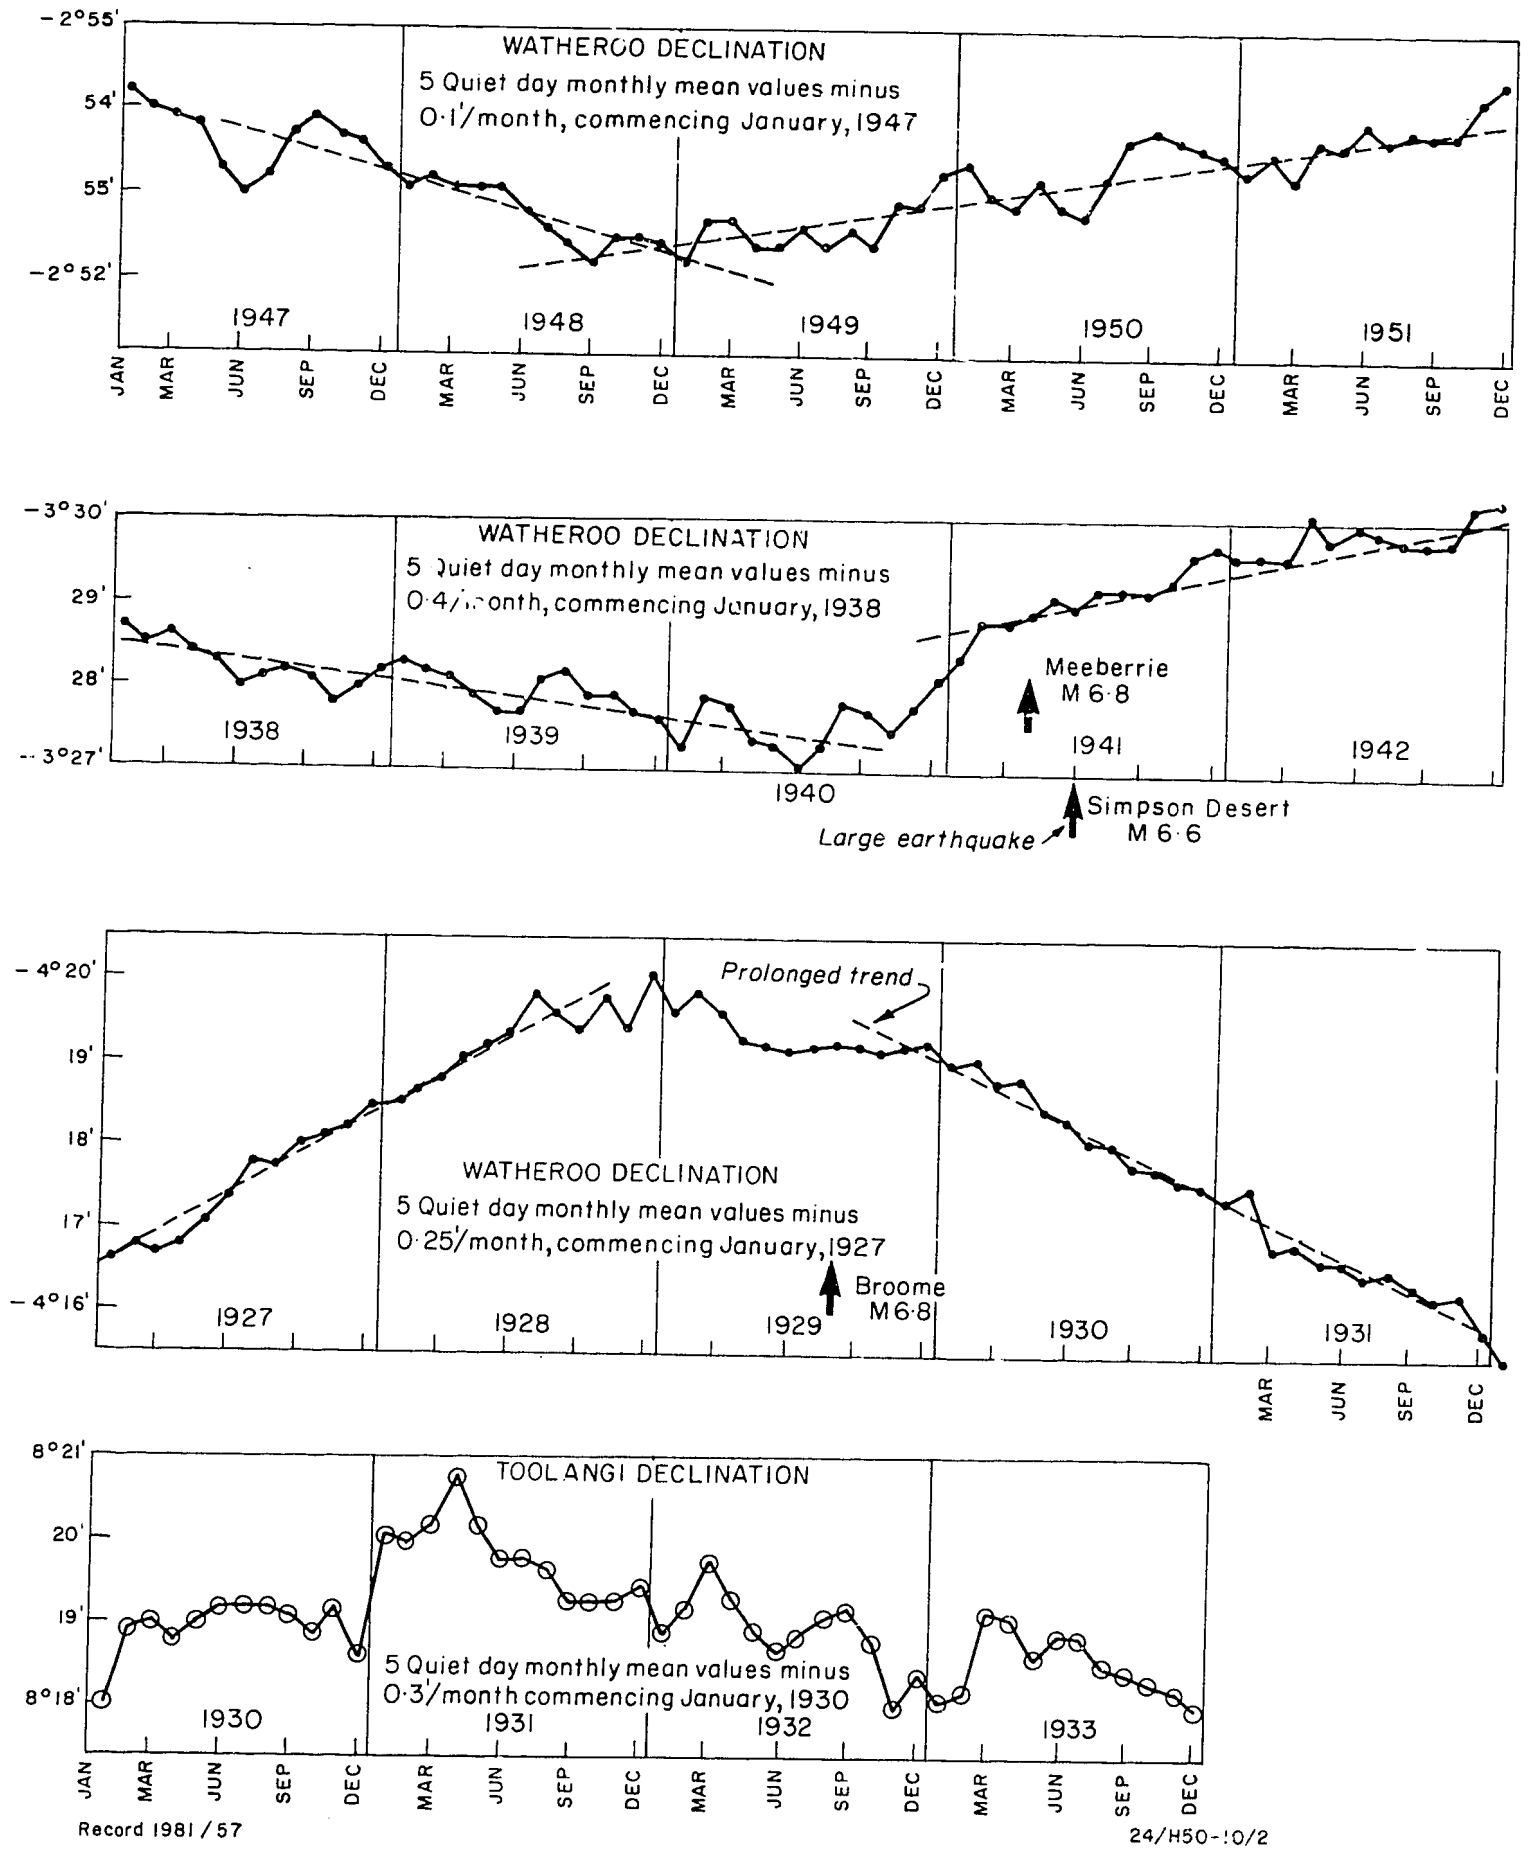 -2°55'
WATHEROO DECLINATION
5 Quiet day monthly mean values minus
0·1'/month, commencing January, 1947
54'
55'
-2°52'
1947 1948 1949 1950 1951
JAN MAR JUN SEP DEC MAR JUN SEP DEC MAR JUN SEP DEC MAR JUN SEP DEC MAR JUN SEP DEC
-3°30'
WATHEROO DECLINATION
5 Quiet day monthly mean values minus
0·4/month, commencing January, 1938
29'
28'
-3°27'
Meeberrie
M 6·8
1938 1939 1940 1941 1942
Simpson Desert
M 6·6
Large earthquake
-4°20'
Prolonged trend
19'
18'
17'
-4°16'
WATHEROO DECLINATION
5 Quiet day monthly mean values minus
0·25'/month, commencing January, 1927
Broome
M 6·8
1927 1928 1929 1930 1931
MAR JUN SEP DEC
8°21'
TOOLANGI DECLINATION
20'
19'
8°18'
5 Quiet day monthly mean values minus
0·3'/month commencing January, 1930
1930 1931 1932 1933
JAN MAR JUN SEP DEC MAR JUN SEP DEC MAR JUN SEP DEC MAR JUN SEP DEC
Record 1981/57
24/H50-10/2